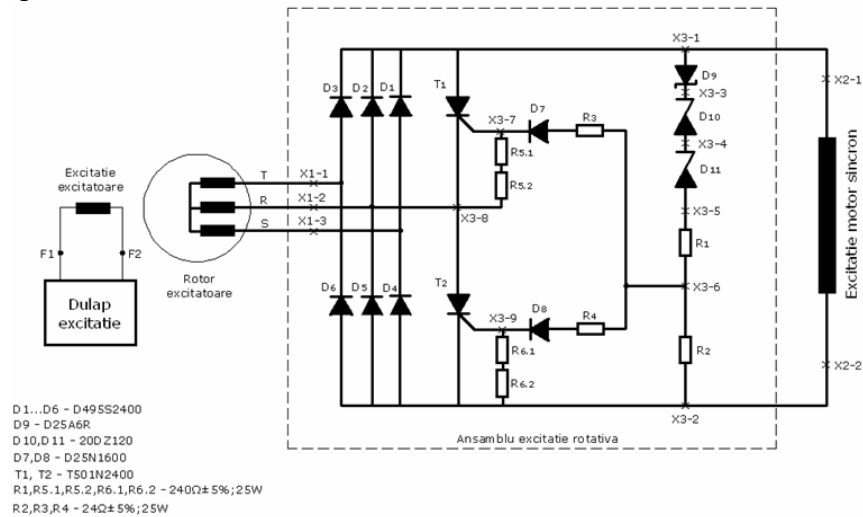 X3-1
D3
D2
D1
T1
D9
X2-1
X3-7
D7
R3
X3-3
D10
X3-4
R5.1
Excitatie
excitatoare
T
X1-1
R5.2
D11
R
X1-2
X3-8
X3-5
S
X1-3
R1
Excitatie motor sincron
F1
F2
Rotor
excitatoare
D6
D5
D4
T2
X3-6
Dulap
excitatie
X3-9
D8
R4
R6.1
R2
R6.2
X2-2
X3-2
Ansamblu excitatie rotativa
D1...D6 - D495S2400
D9 - D25A6R
D10,D11 - 20DZ120
D7,D8 - D25N1600
T1, T2 - T501N2400
R1,R5.1,R5.2,R6.1,R6.2 - 240Ω±5%;25W
R2,R3,R4 - 24Ω±5%;25W